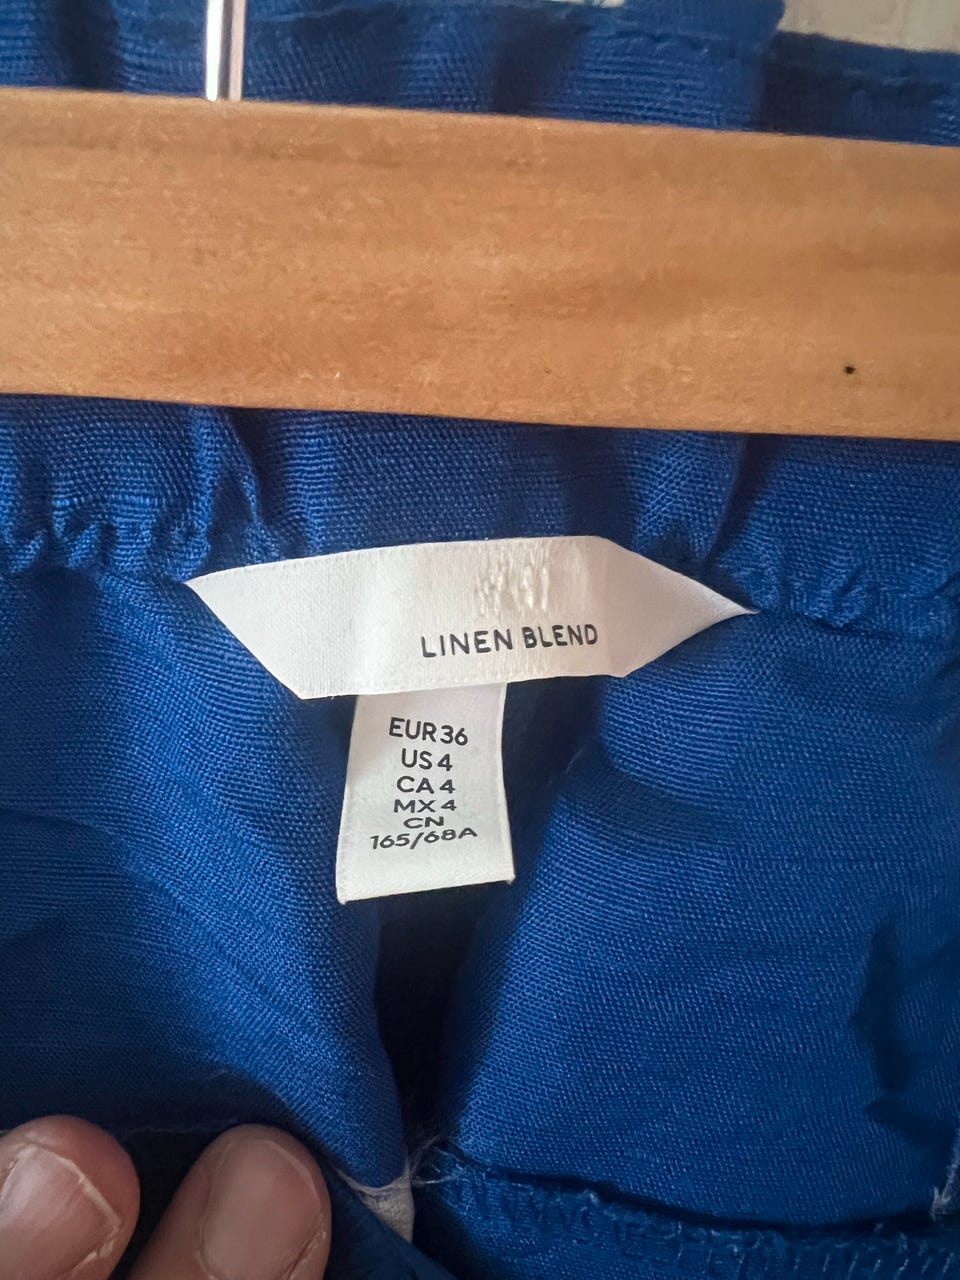 LINEN BLEND
EUR 36
US 4
CA 4
MX 4
CN
165/68A